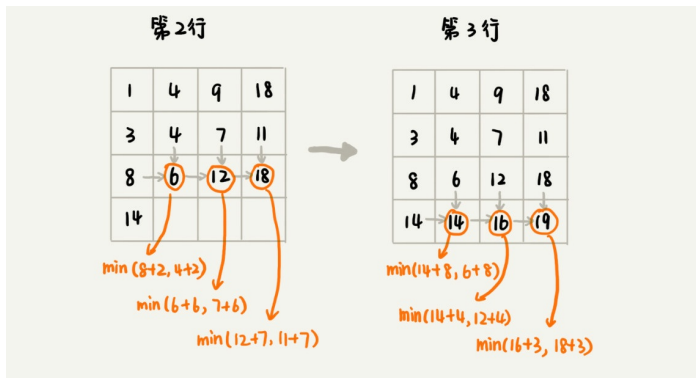 第2行
1 4 9 18
3 4 7 11
8 6 12 18
14
min(8+2, 4+2)
min(6+6, 7+6)
min(12+7, 11+7)
第3行
1 4 9 18
3 4 7 11
8 6 12 18
14 14 16 19
min(14+8, 6+8)
min(14+4, 12+4)
min(16+3, 18+3)